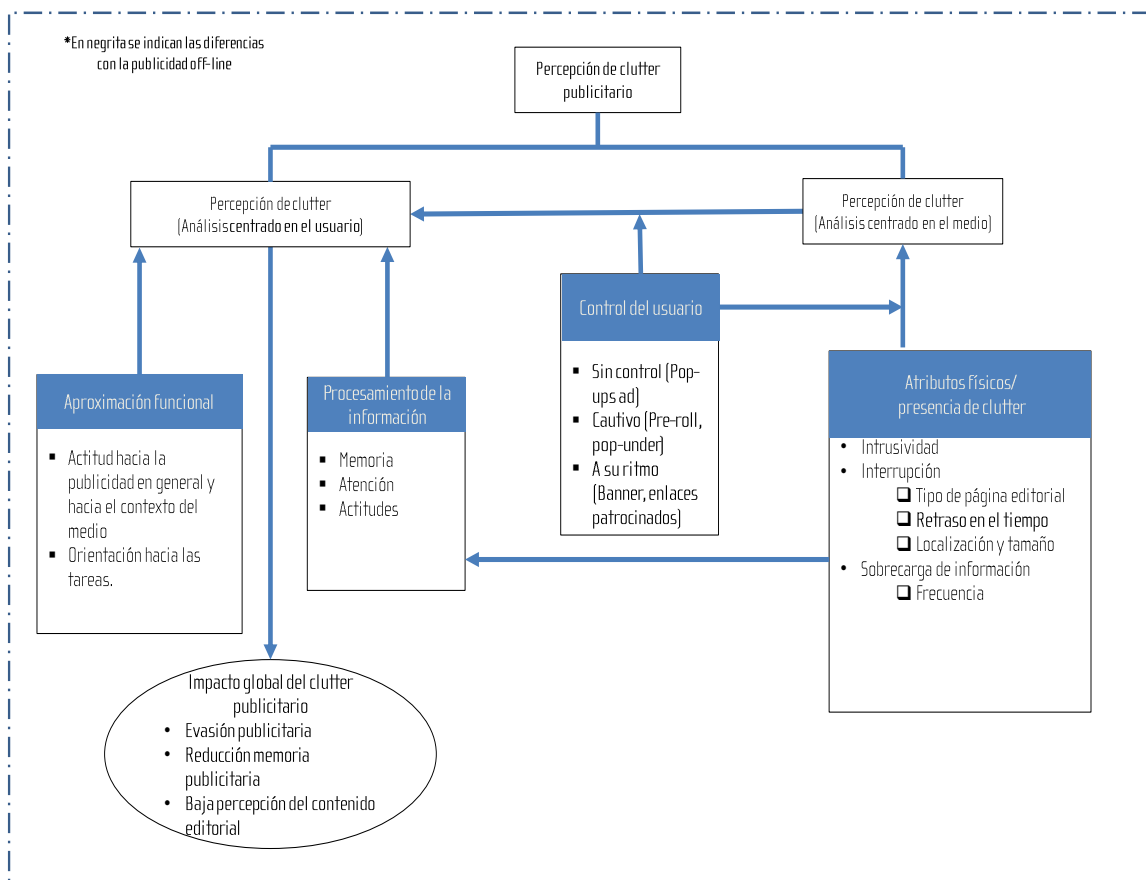 *En negrita se indican las diferencias
con la publicidad off-line
Percepción de clutter
publicitario
Percepción de clutter
(Análisis centrado en el usuario)
Percepción de clutter
(Análisis centrado en el medio)
Control del usuario
▪ Sin control (Pop-
ups ad)
▪ Cautivo (Pre-roll,
pop-under)
▪ A su ritmo
(Banner, enlaces
patrocinados)
Atributos físicos/
presencia de clutter
• Intrusividad
• Interrupción
❑ Tipo de página editorial
❑ Retraso en el tiempo
❑ Localización y tamaño
• Sobrecarga de información
❑ Frecuencia
Aproximación funcional
▪ Actitud hacia la
publicidad en general y
hacia el contexto del
medio
▪ Orientación hacia las
tareas.
Procesamiento de la
información
▪ Memoria
▪ Atención
▪ Actitudes
Impacto global del clutter
publicitario
• Evasión publicitaria
• Reducción memoria
publicitaria
• Baja percepción del contenido
editorial